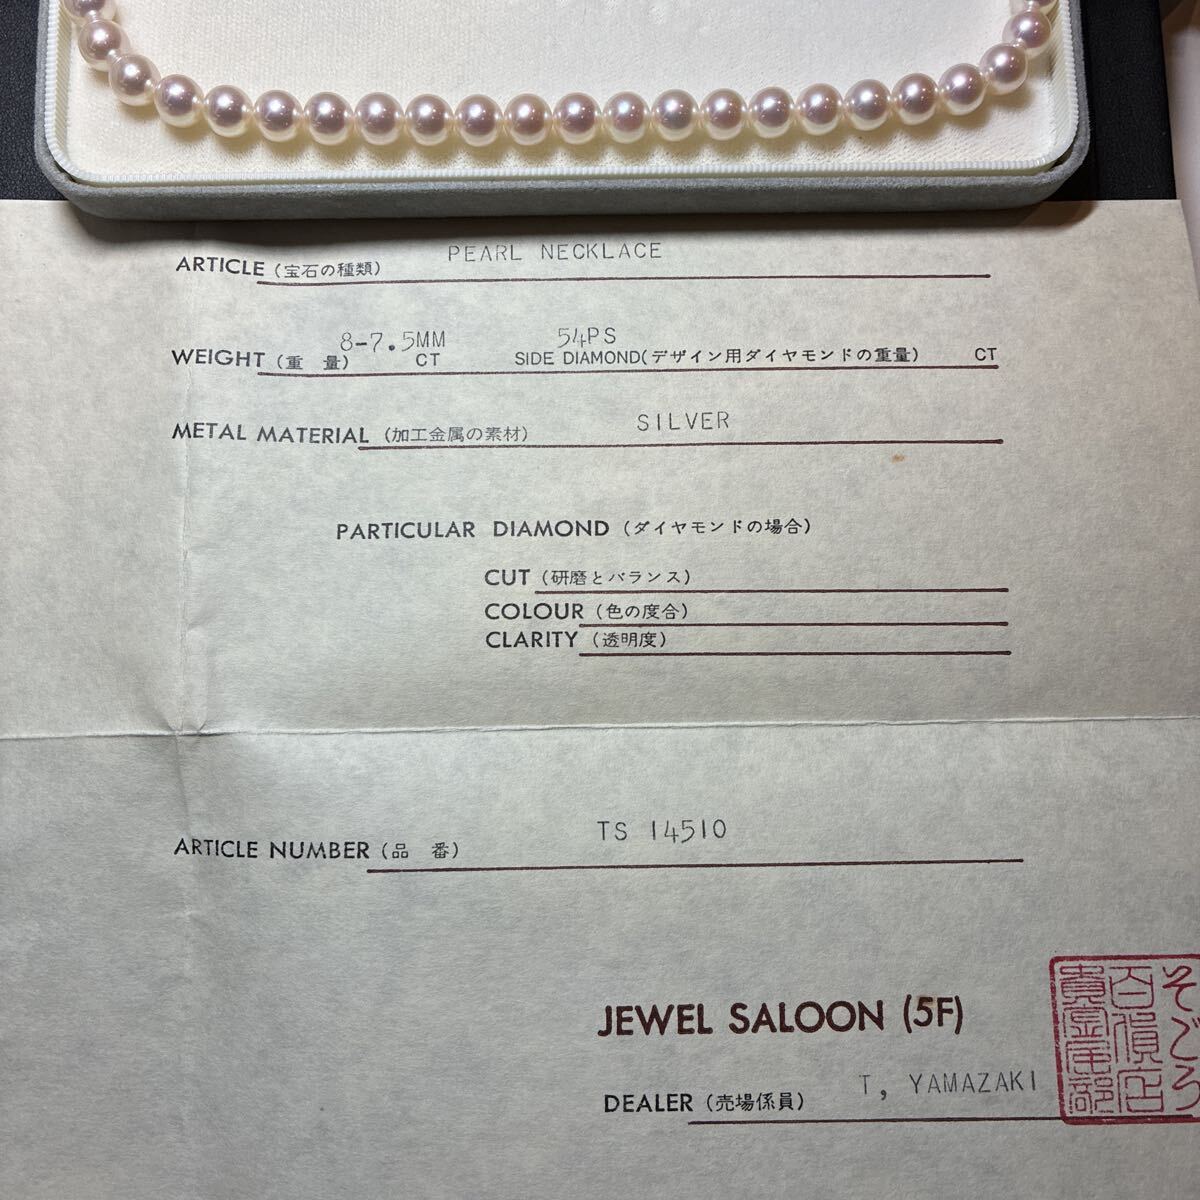 ARTICLE (宝石の種類) PEARL NECKLACE
WEIGHT (重 量) 8-7.5MM CT 54PS SIDE DIAMOND(デザイン用ダイヤモンドの重量) CT
METAL MATERIAL (加工金属の素材) SILVER
PARTICULAR DIAMOND (ダイヤモンドの場合)
CUT (研磨とバランス)
COLOUR (色の度合)
CLARITY (透明度)
ARTICLE NUMBER (品 番) TS 14510
JEWEL SALOON (5F)
DEALER (売場係員) T, YAMAZAKI
そごう
百貨店
貴金属部